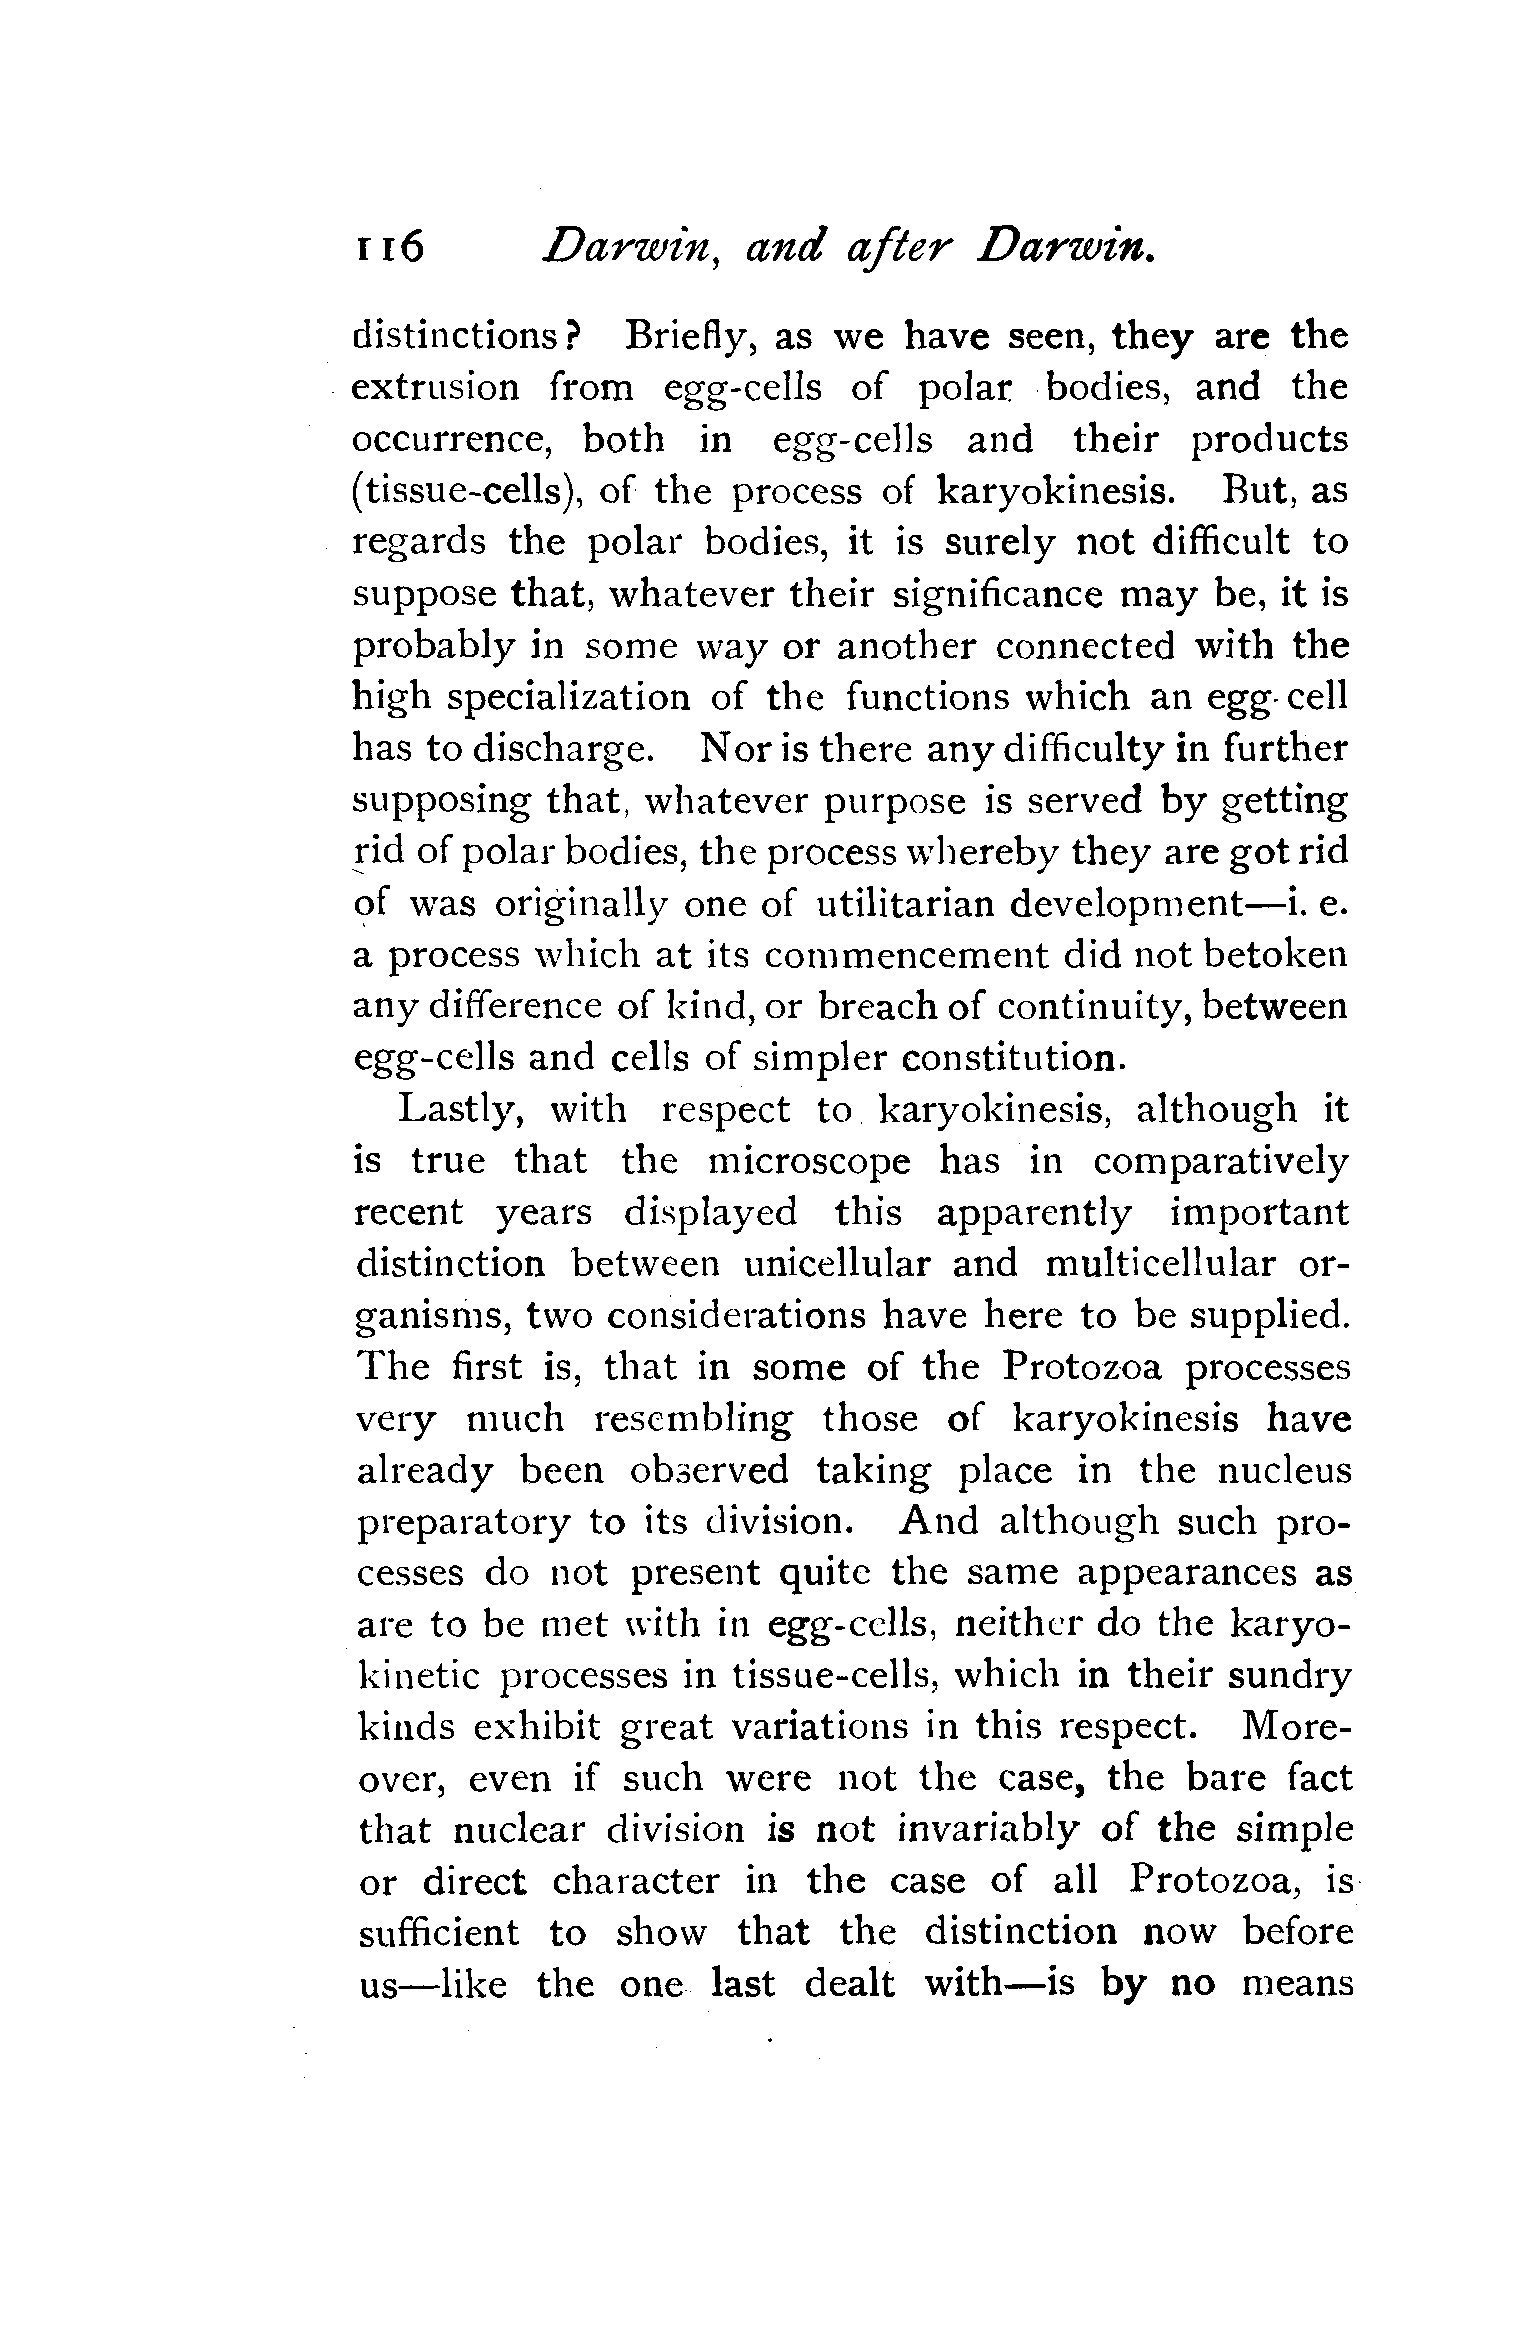 116 Darwin, and after Darwin.
distinctions? Briefly, as we have seen, they are the
extrusion from egg-cells of polar bodies, and the
occurrence, both in egg-cells and their products
(tissue-cells), of the process of karyokinesis. But, as
regards the polar bodies, it is surely not difficult to
suppose that, whatever their significance may be, it is
probably in some way or another connected with the
high specialization of the functions which an egg-cell
has to discharge. Nor is there any difficulty in further
supposing that, whatever purpose is served by getting
rid of polar bodies, the process whereby they are got rid
of was originally one of utilitarian development—i. e.
a process which at its commencement did not betoken
any difference of kind, or breach of continuity, between
egg-cells and cells of simpler constitution.
Lastly, with respect to karyokinesis, although it
is true that the microscope has in comparatively
recent years displayed this apparently important
distinction between unicellular and multicellular or-
ganisms, two considerations have here to be supplied.
The first is, that in some of the Protozoa processes
very much resembling those of karyokinesis have
already been observed taking place in the nucleus
preparatory to its division. And although such pro-
cesses do not present quite the same appearances as
are to be met with in egg-cells, neither do the karyo-
kinetic processes in tissue-cells, which in their sundry
kinds exhibit great variations in this respect. More-
over, even if such were not the case, the bare fact
that nuclear division is not invariably of the simple
or direct character in the case of all Protozoa, is
sufficient to show that the distinction now before
us—like the one last dealt with—is by no means